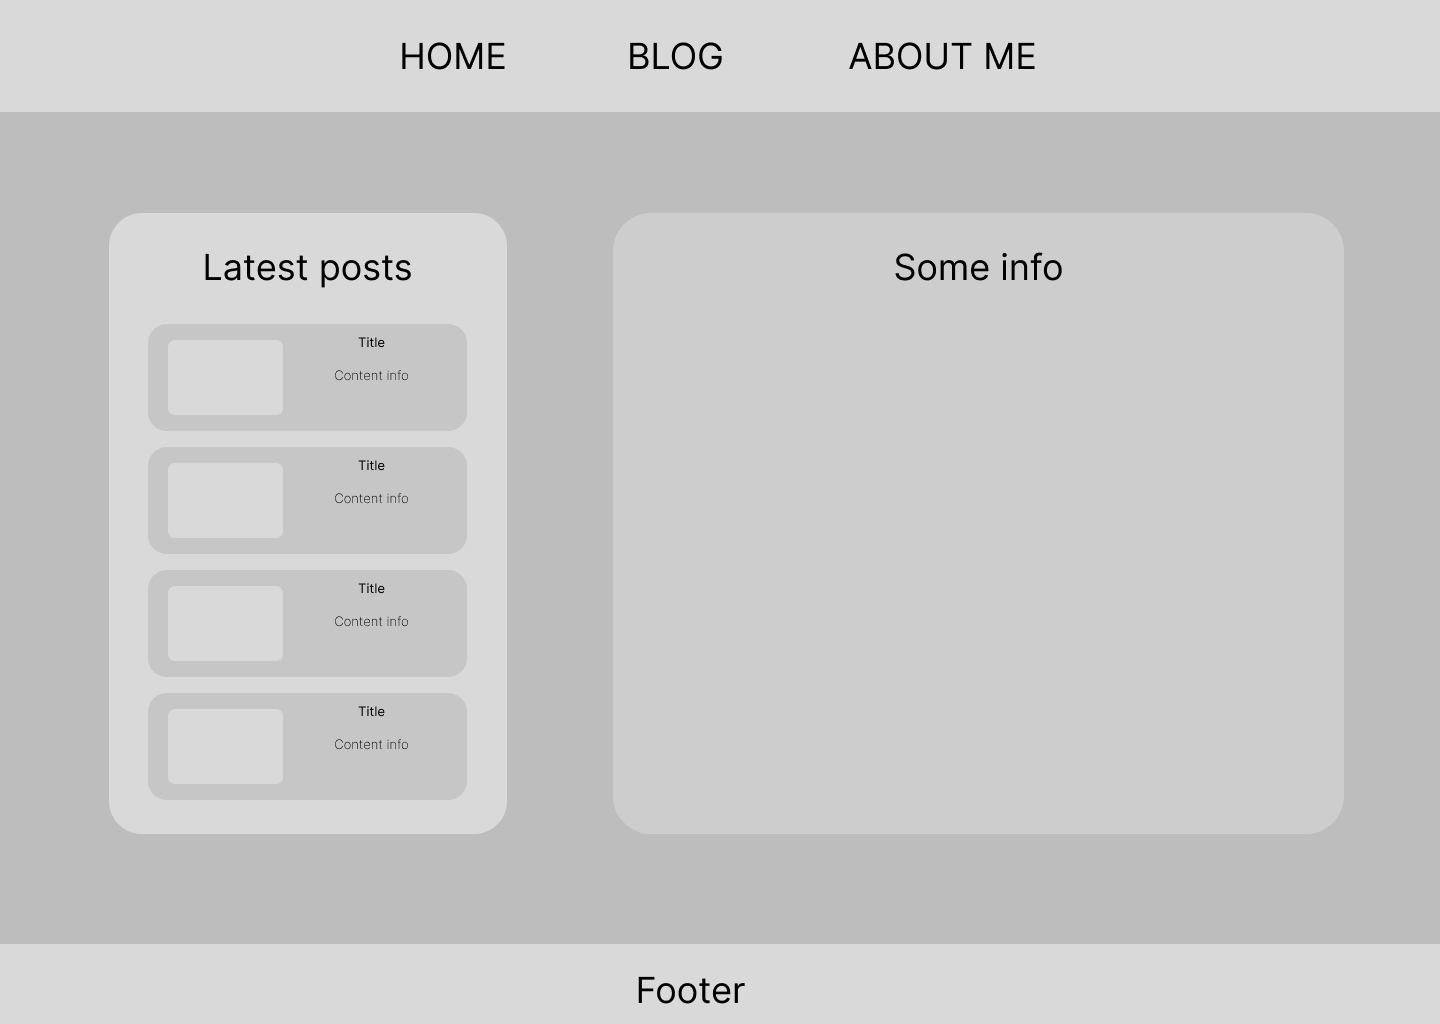 HOME BLOG ABOUT ME
Latest posts
Title
Content info
Title
Content info
Title
Content info
Title
Content info
Some info
Footer